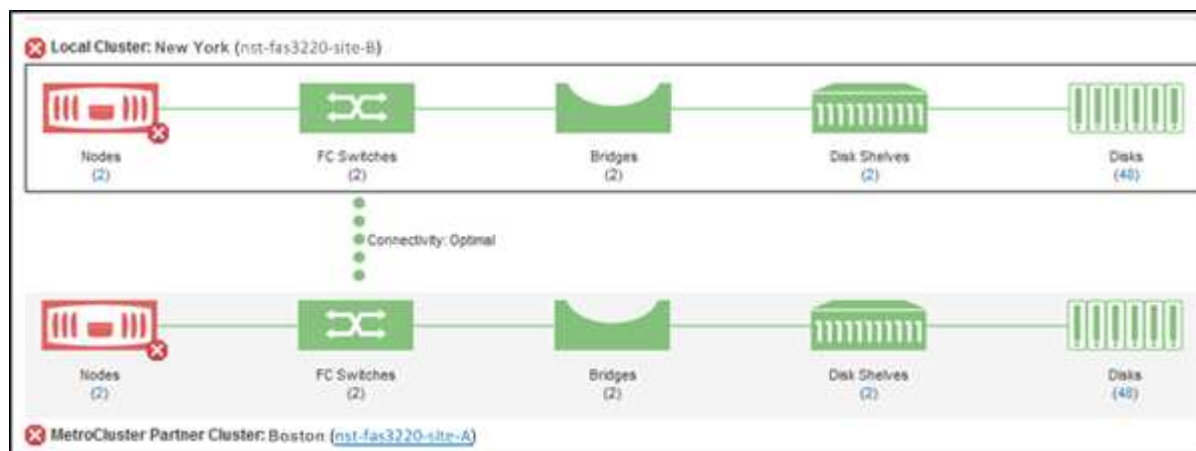 Local Cluster: New York (nst-fas3220-site-B)
Nodes FC Switches Bridges Disk Shelves Disks
(2) (2) (2) (2) (48)
Connectivity: Optimal
Nodes FC Switches Bridges Disk Shelves Disks
(2) (2) (2) (2) (48)
MetroCluster Partner Cluster: Boston (nst-fas3220-site-A)